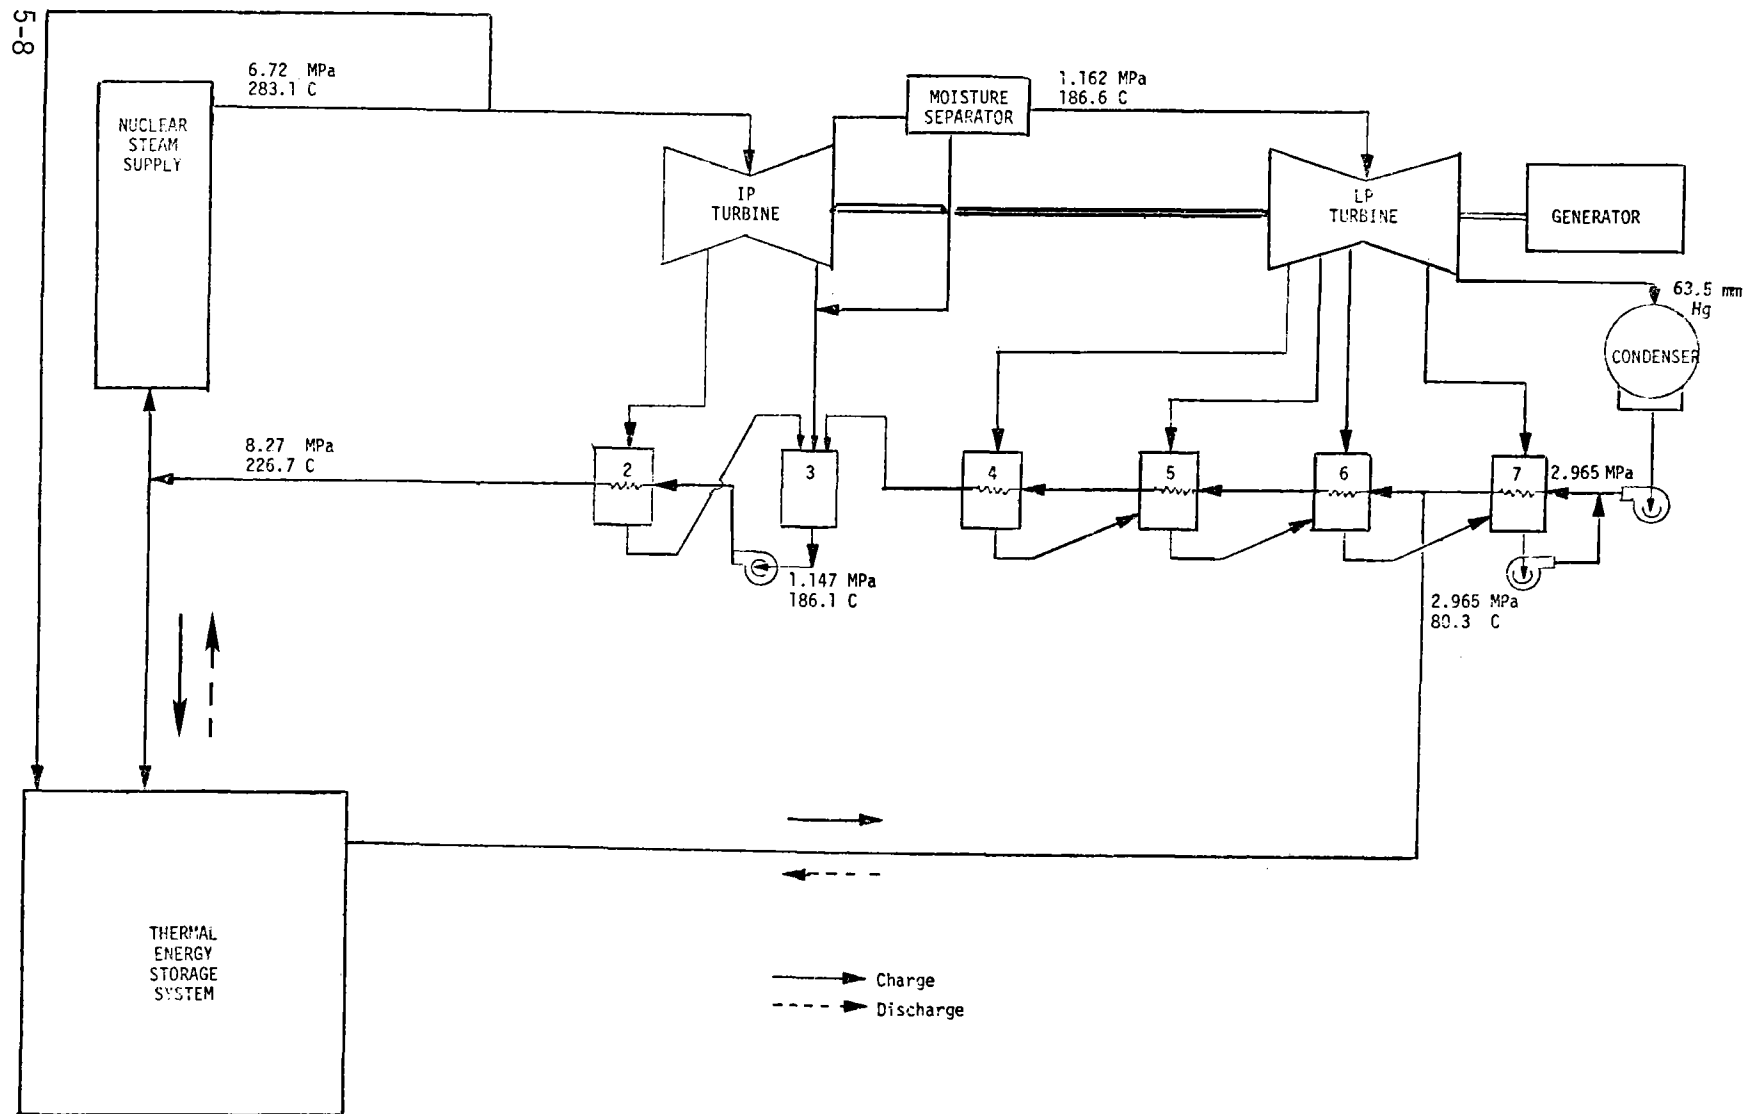 5-8
6.72 MPa
283.1 C
NUCLEAR
STEAM
SUPPLY
MOISTURE
SEPARATOR
1.162 MPa
186.6 C
IP
TURBINE
LP
TURBINE
GENERATOR
63.5 mm
Hg
CONDENSER
8.27 MPa
226.7 C
2
3
4
5
6
7
2.965 MPa
1.147 MPa
186.1 C
2.965 MPa
80.3 C
THERMAL
ENERGY
STORAGE
SYSTEM
Charge
Discharge